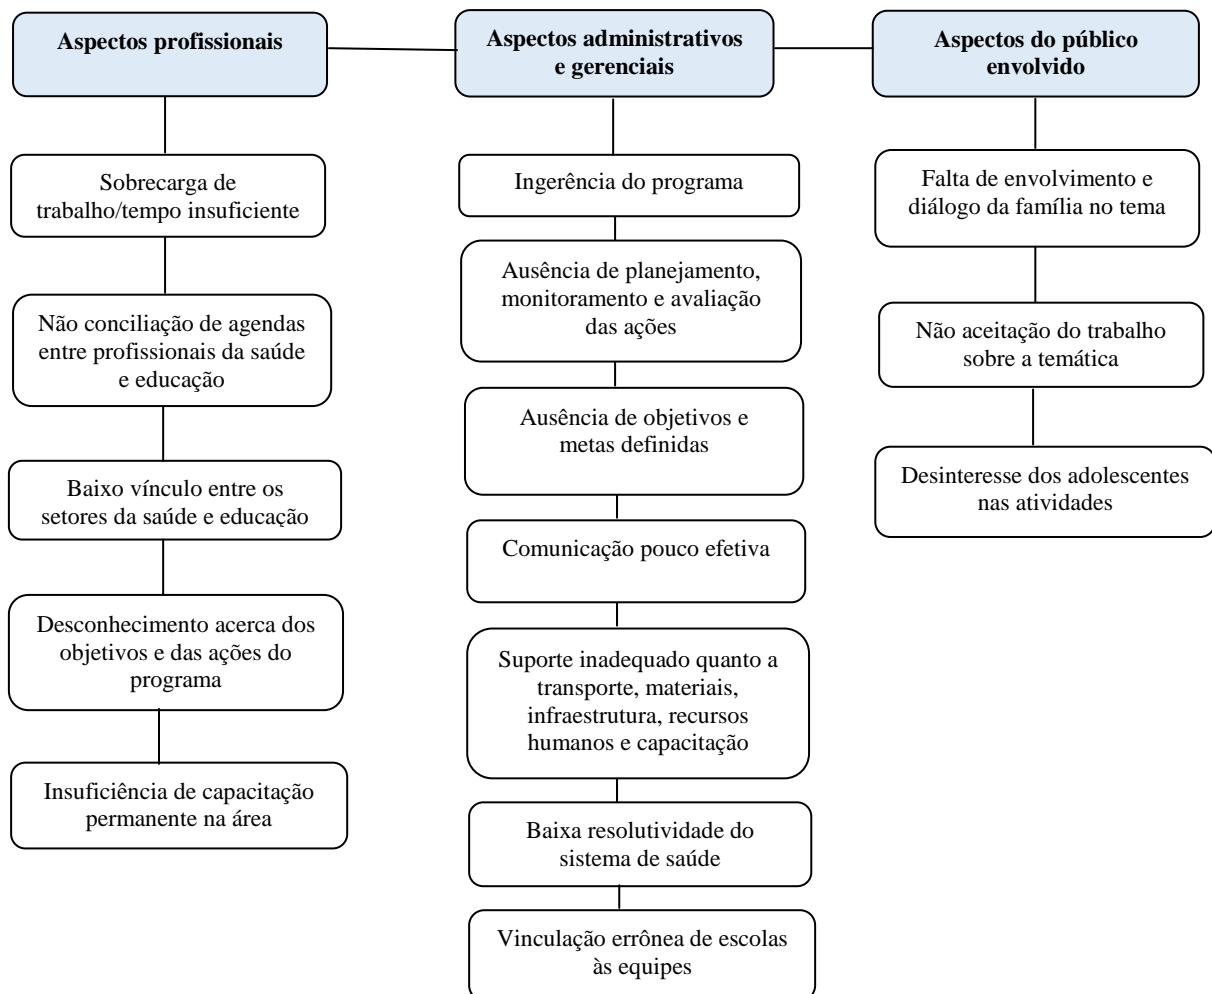 Aspectos profissionais
Sobrecarga de
trabalho/tempo insuficiente
Não conciliação de agendas
entre profissionais da saúde
e educação
Baixo vínculo entre os
setores da saúde e educação
Desconhecimento acerca dos
objetivos e das ações do
programa
Insuficiência de capacitação
permanente na área
Aspectos administrativos
e gerenciais
Ingerência do programa
Ausência de planejamento,
monitoramento e avaliação
das ações
Ausência de objetivos e
metas definidas
Comunicação pouco efetiva
Suporte inadequado quanto a
transporte, materiais,
infraestrutura, recursos
humanos e capacitação
Baixa resolutividade do
sistema de saúde
Vinculação errônea de escolas
às equipes
Aspectos do público
envolvido
Falta de envolvimento e
diálogo da família no tema
Não aceitação do trabalho
sobre a temática
Desinteresse dos adolescentes
nas atividades